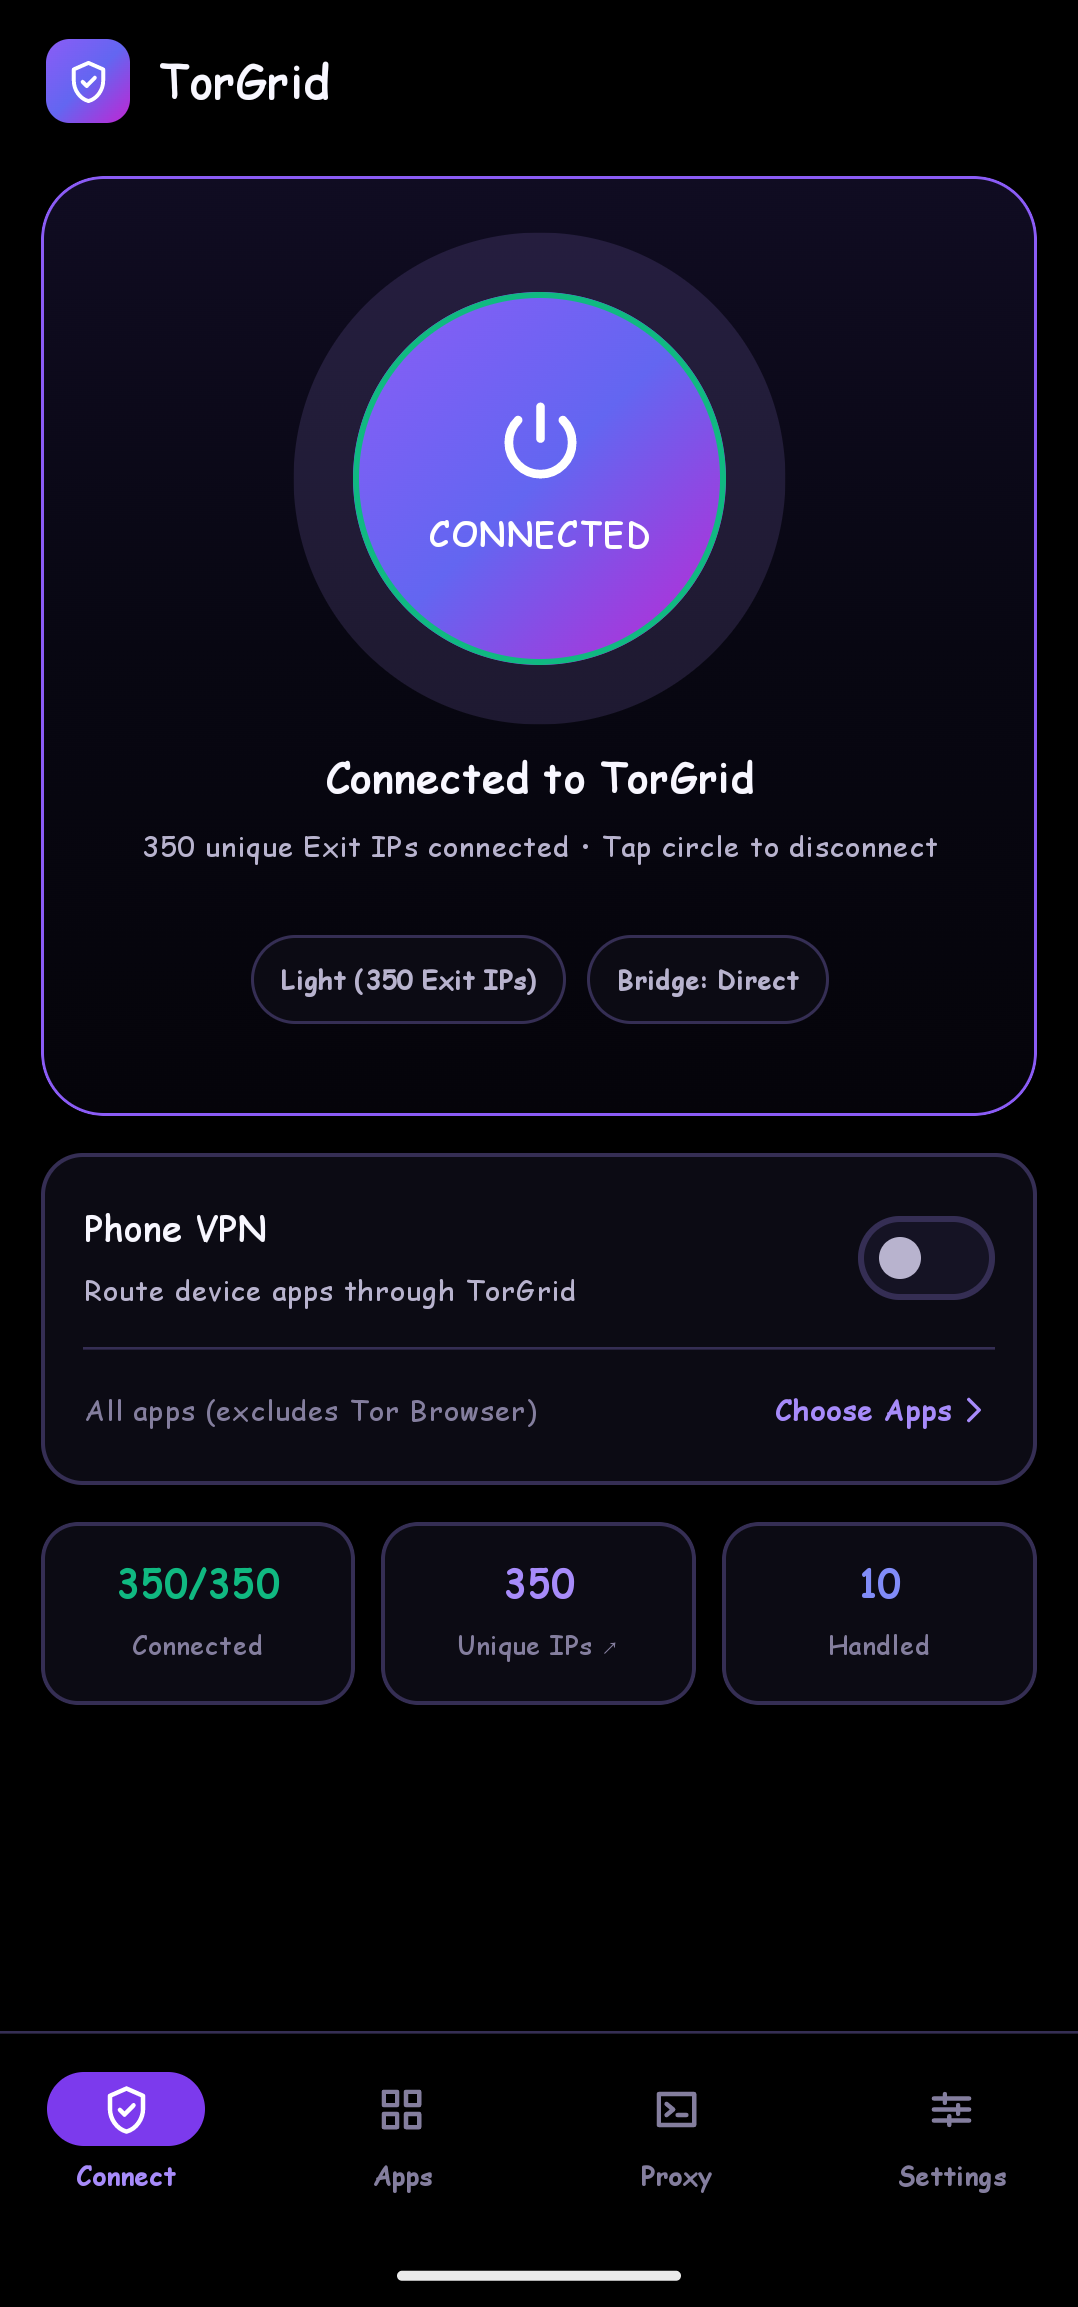 TorGrid
CONNECTED
Connected to TorGrid
350 unique Exit IPs connected • Tap circle to disconnect
Light (350 Exit IPs)
Bridge: Direct
Phone VPN
Route device apps through TorGrid
All apps (excludes Tor Browser)
Choose Apps
350/350
Connected
350
Unique IPs ↗
10
Handled
Connect
Apps
Proxy
Settings